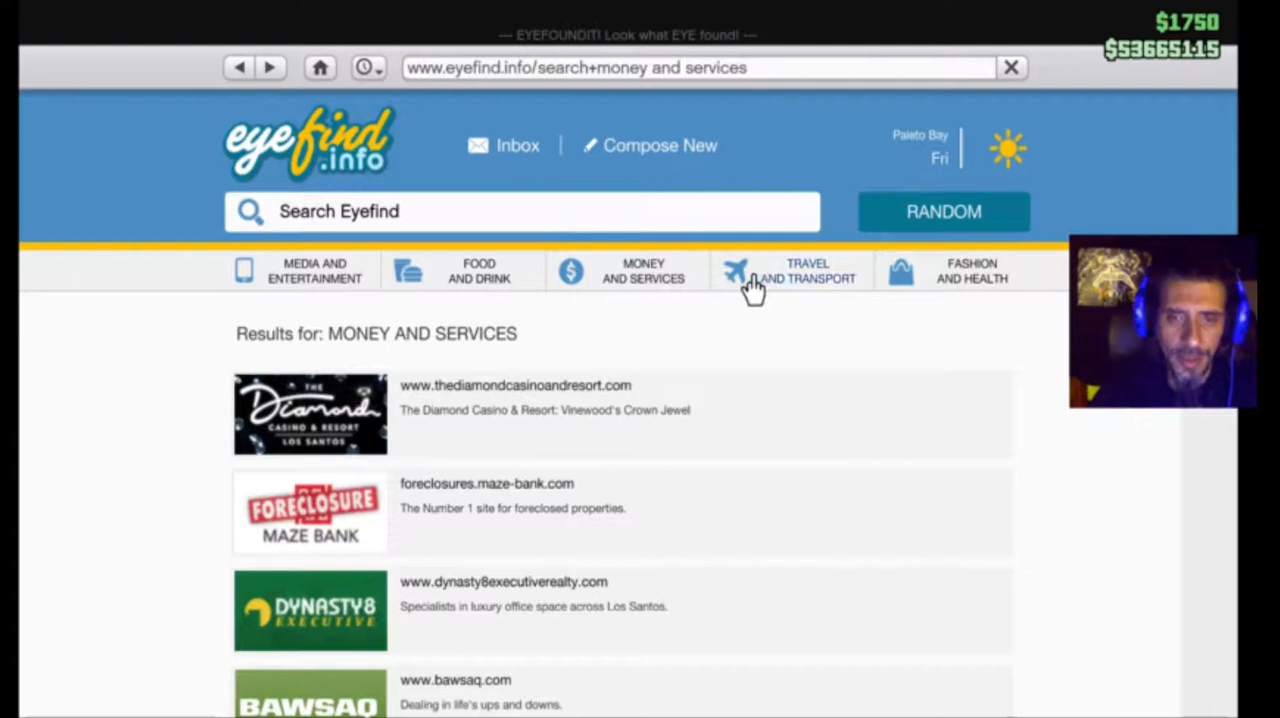 --- EYEFOUNDIT! Look what EYE found! ---
$1750
$53665115
www.eyefind.info/search+money and services
eyefind
.info
Inbox
Compose New
Paleto Bay
Fri
Search Eyefind
RANDOM
MEDIA AND
ENTERTAINMENT
FOOD
AND DRINK
MONEY
AND SERVICES
TRAVEL
AND TRANSPORT
FASHION
AND HEALTH
Results for: MONEY AND SERVICES
THE
Diamond
CASINO & RESORT
LOS SANTOS
www.thediamondcasinoandresort.com
The Diamond Casino & Resort: Vinewood's Crown Jewel
FORECLOSURE
MAZE BANK
foreclosures.maze-bank.com
The Number 1 site for foreclosed properties.
DYNASTY8
EXECUTIVE
www.dynasty8executiverealty.com
Specialists in luxury office space across Los Santos.
BAWSAQ
www.bawsaq.com
Dealing in life's ups and downs.